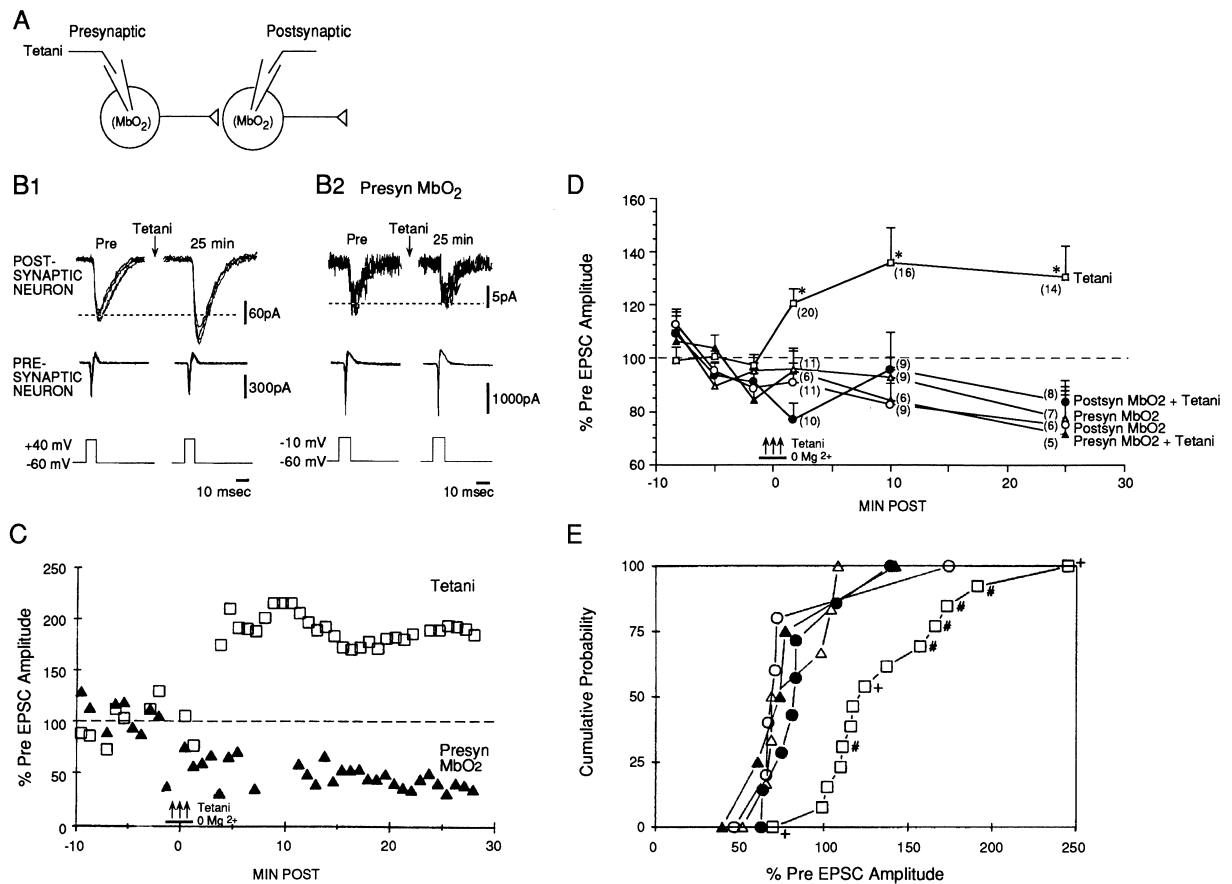 A
Presynaptic
Postsynaptic
Tetani
(MbO2)
(MbO2)
B1
B2 Presyn MbO2
Tetani
Pre
25 min
POST-
SYNAPTIC
NEURON
60pA
PRE-
SYNAPTIC
NEURON
300pA
+40 mV
-60 mV
10 msec
Tetani
Pre
25 min
5pA
1000pA
-10 mV
-60 mV
10 msec
C
% Pre EPSC Amplitude
250
200
150
100
50
0
Tetani
Presyn
MbO2
Tetani
0 Mg 2+
-10
0
10
20
30
MIN POST
D
% Pre EPSC Amplitude
160
140
120
100
80
60
*
*
*
(20)
(16)
(14)
Tetani
(11)
(6)
(11)
(10)
(9)
(9)
(6)
(9)
(8)
Postsyn MbO2 + Tetani
(7)
Presyn MbO2
(6)
Postsyn MbO2
(5)
Presyn MbO2 + Tetani
Tetani
0 Mg 2+
-10
0
10
20
30
MIN POST
E
Cumulative Probability
100
75
50
25
0
+
#
#
#
#
+
#
+
0
50
100
150
200
250
% Pre EPSC Amplitude